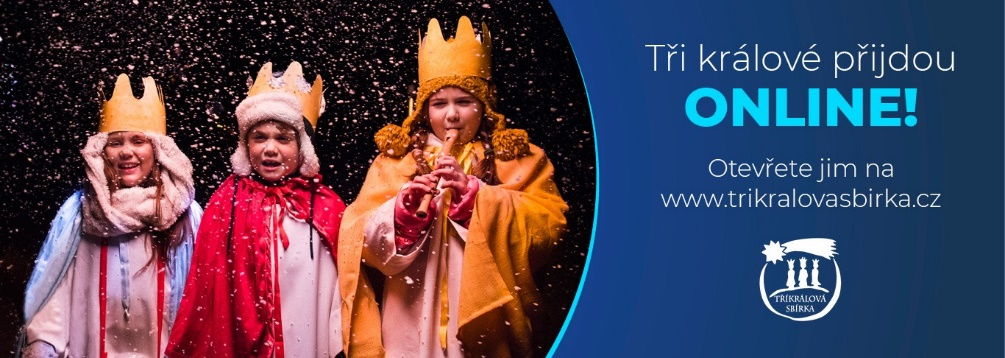 Tři králové přijdou
ONLINE!
Otevřete jim na
www.trikralovasbirka.cz
TŘÍKRÁLOVÁ
SBÍRKA